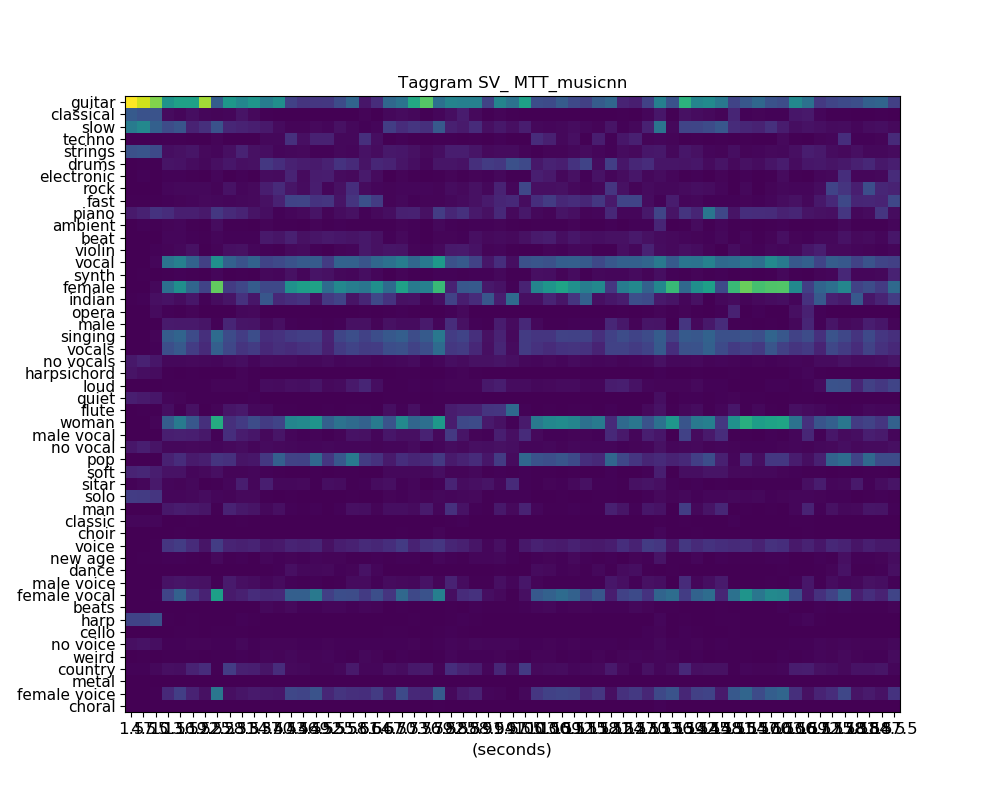 Taggram SV_ MTT_musicnn
guitar
classical
slow
techno
strings
drums
electronic
rock
fast
piano
ambient
beat
violin
vocal
synth
female
indian
opera
male
singing
vocals
no vocals
harpsichord
loud
quiet
flute
woman
male vocal
no vocal
pop
soft
sitar
solo
man
classic
choir
voice
new age
dance
male voice
female vocal
beats
harp
cello
no voice
weird
country
metal
female voice
choral
(seconds)